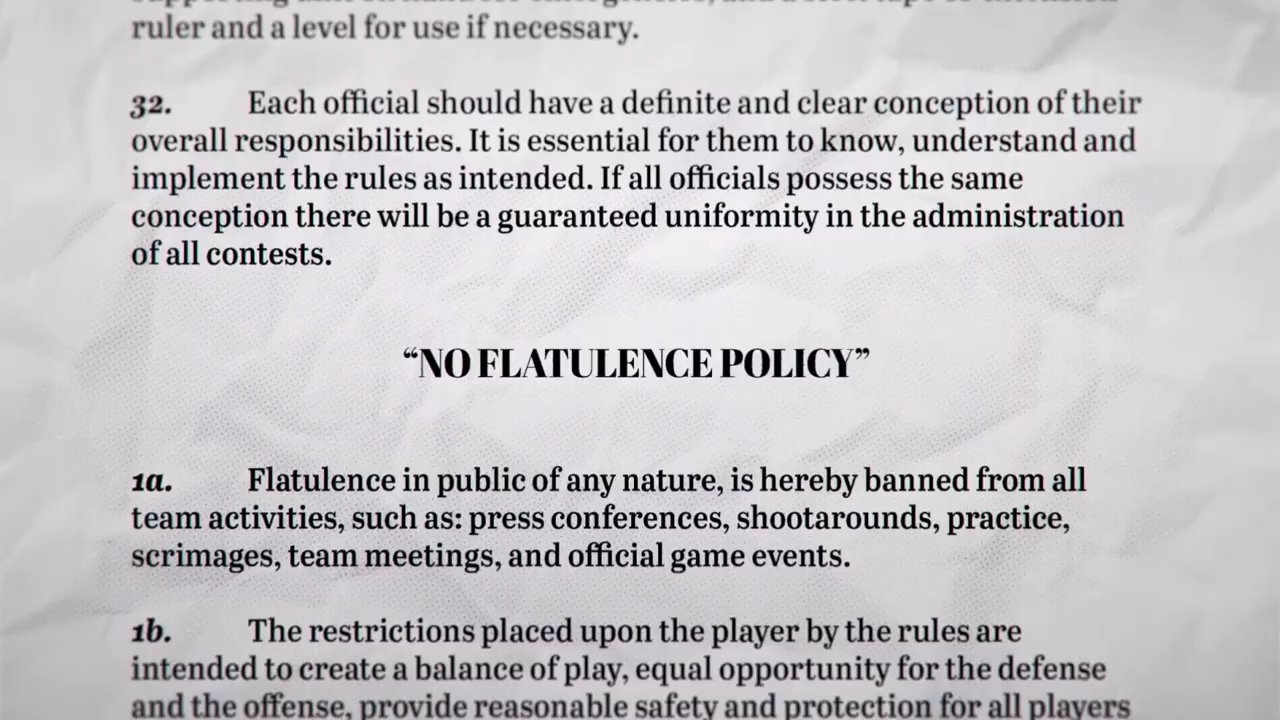 ruler and a level for use if necessary.
32. Each official should have a definite and clear conception of their
overall responsibilities. It is essential for them to know, understand and
implement the rules as intended. If all officials possess the same
conception there will be a guaranteed uniformity in the administration
of all contests.
“NO FLATULENCE POLICY”
1a. Flatulence in public of any nature, is hereby banned from all
team activities, such as: press conferences, shootarounds, practice,
scrimages, team meetings, and official game events.
1b. The restrictions placed upon the player by the rules are
intended to create a balance of play, equal opportunity for the defense
and the offense, provide reasonable safety and protection for all players